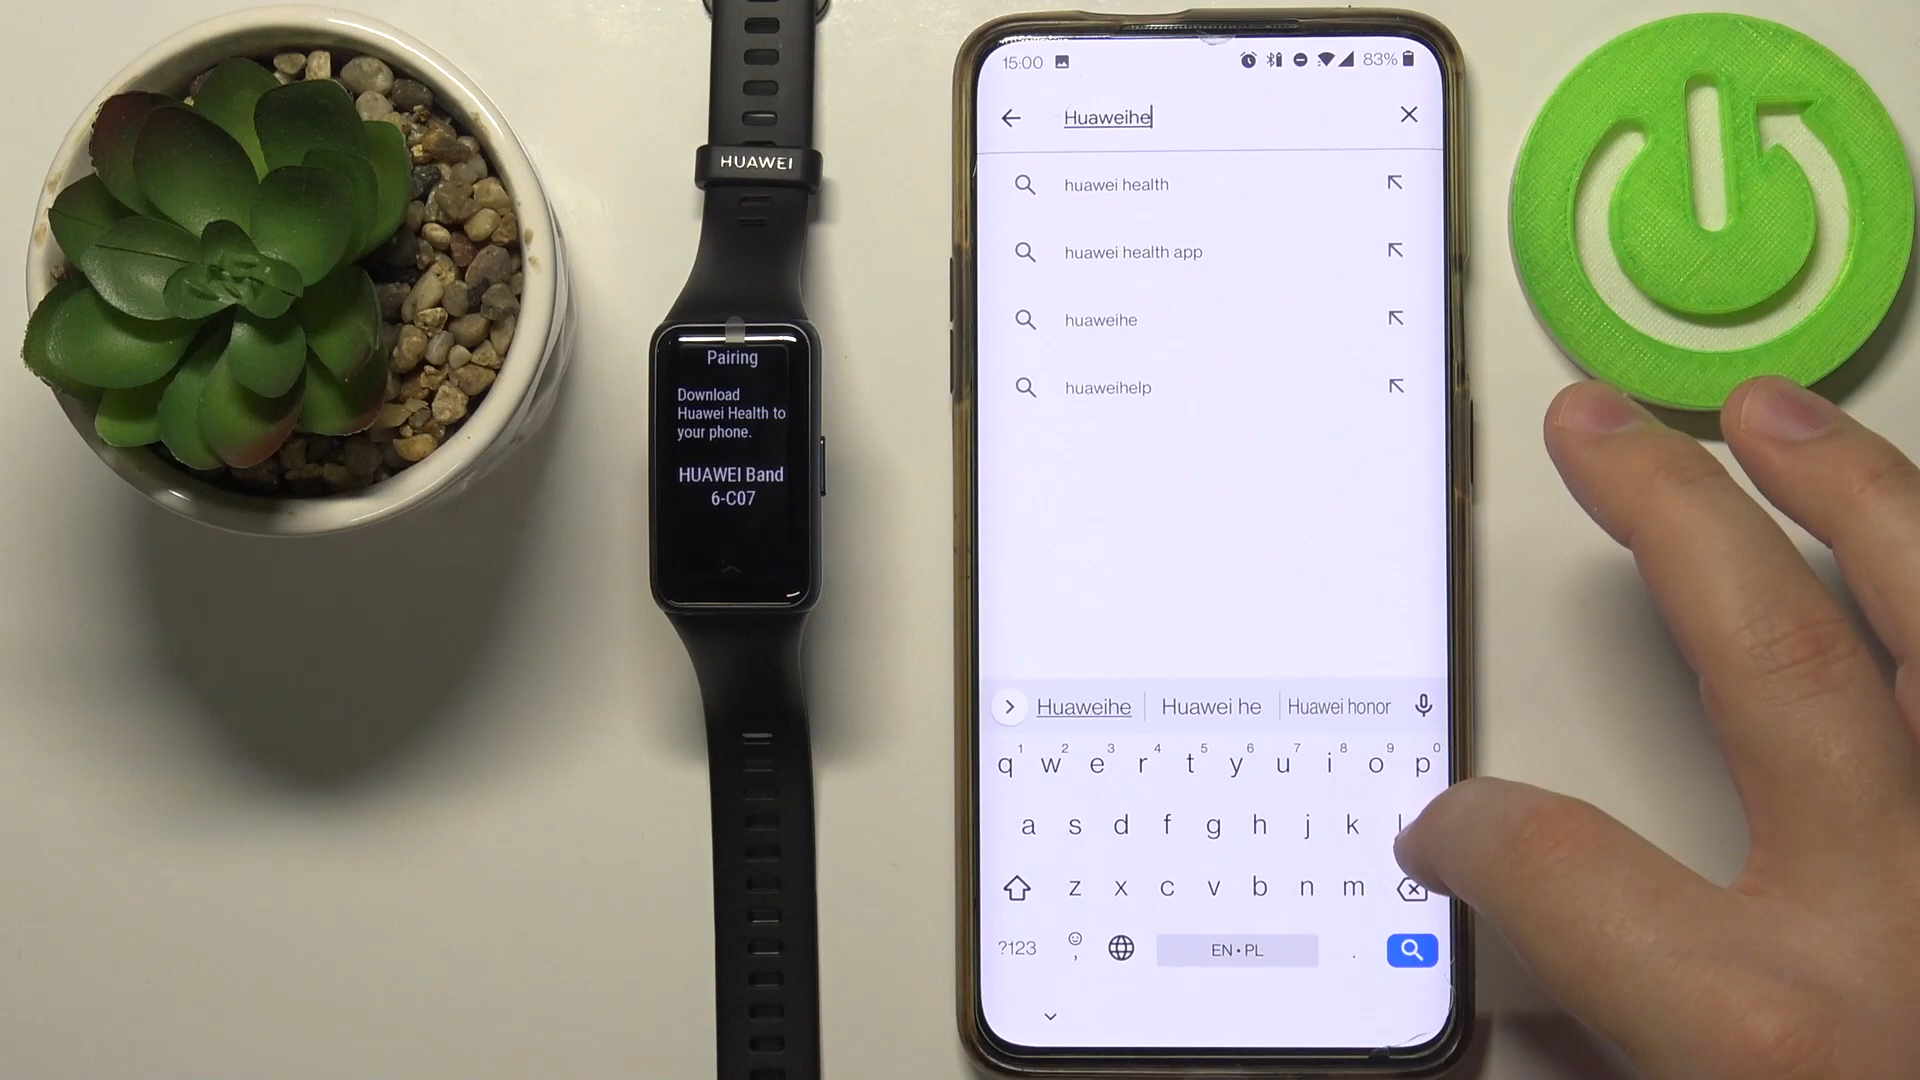 HUAWEI
Pairing
Download
Huawei Health to
your phone.
HUAWEI Band
6-C07
15:00
83%
Huaweihe
huawei health
huawei health app
huaweihe
huaweihelp
Huaweihe
Huawei he
Huawei honor
1 2 3 4 5 6 7 8 9 0
q w e r t y u i o p
a s d f g h j k l
z x c v b n m
?123
,
EN • PL
.